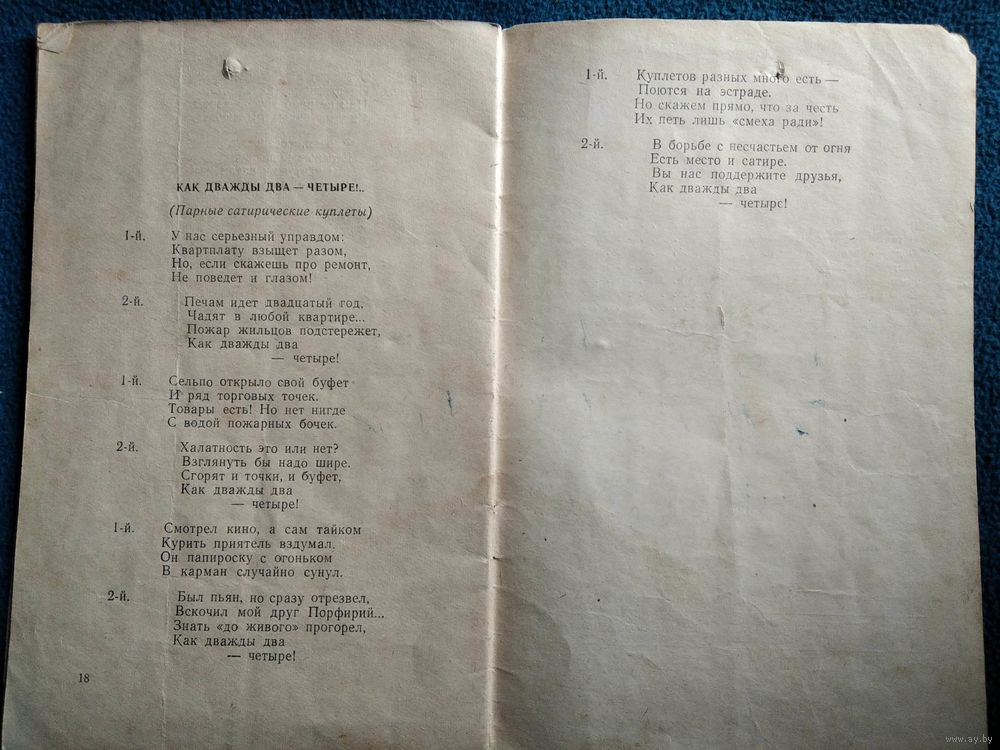 КАК ДВАЖДЫ ДВА — ЧЕТЫРЕ!..
(Парные сатирические куплеты)
1-й. У нас серьезный управдом:
Квартплату взыщет разом,
Но, если скажешь про ремонт,
Не поведет и глазом!
2-й. Печам идет двадцатый год,
Чадят в любой квартире...
Пожар жильцов подстережет,
Как дважды два
— четыре!
1-й. Сельпо открыло свой буфет
И ряд торговых точек.
Товары есть! Но нет нигде
С водой пожарных бочек.
2-й. Халатность это или нет?
Взглянуть бы надо шире.
Сгорят и точки, и буфет,
Как дважды два
— четыре!
1-й. Смотрел кино, а сам тайком
Курить приятель вздумал.
Он папироску с огоньком
В карман случайно сунул.
2-й. Был пьян, но сразу отрезвел,
Вскочил мой друг Порфирий...
Знать «до живого» прогорел,
Как дважды два
— четыре!
18
1-й. Куплетов разных много есть —
Поются на эстраде.
Но скажем прямо, что за честь
Их петь лишь «смеха ради»!
2-й. В борьбе с несчастьем от огня
Есть место и сатире.
Вы нас поддержите друзья,
Как дважды два
— четыре!
www.ay.by